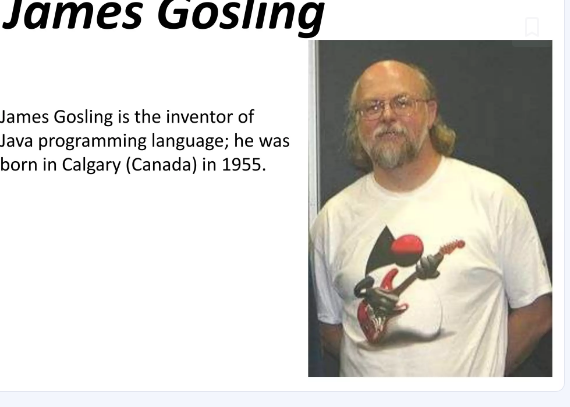 James Gosling
James Gosling is the inventor of
Java programming language; he was
born in Calgary (Canada) in 1955.